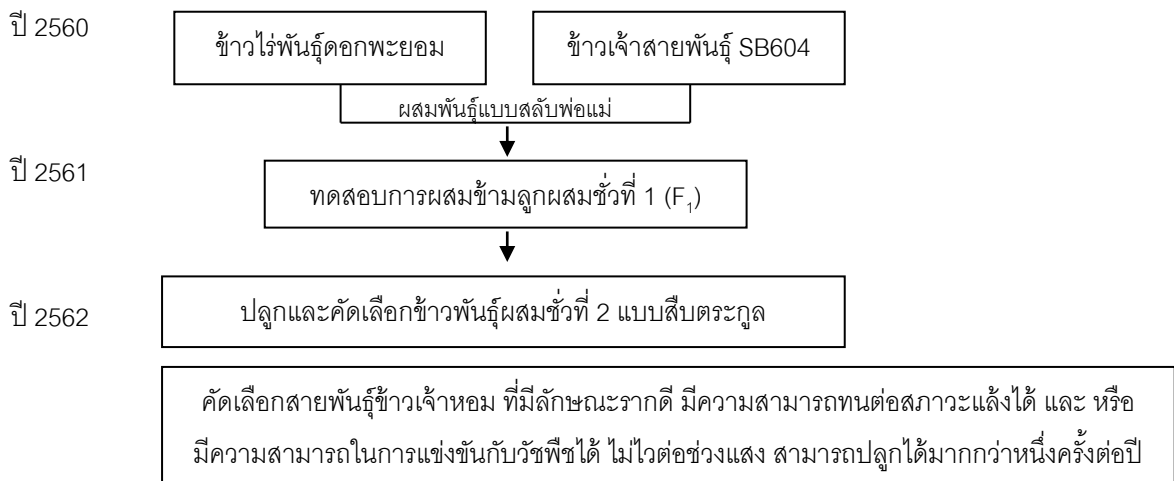 ปี 2560
ข้าวไร่พันธุ์ดอกพะยอม
ข้าวเจ้าสายพันธุ์ SB604
ผสมพันธุ์แบบสลับพ่อแม่
ปี 2561
ทดสอบการผสมข้ามลูกผสมชั่วที่ 1 (F₁)
ปี 2562
ปลูกและคัดเลือกข้าวพันธุ์ผสมชั่วที่ 2 แบบสืบตระกูล
คัดเลือกสายพันธุ์ข้าวเจ้าหอม ที่มีลักษณะรากดี มีความสามารถทนต่อสภาวะแล้งได้ และ หรือ
มีความสามารถในการแข่งขันกับวัชพืชได้ ไม่ไวต่อช่วงแสง สามารถปลูกได้มากกว่าหนึ่งครั้งต่อปี